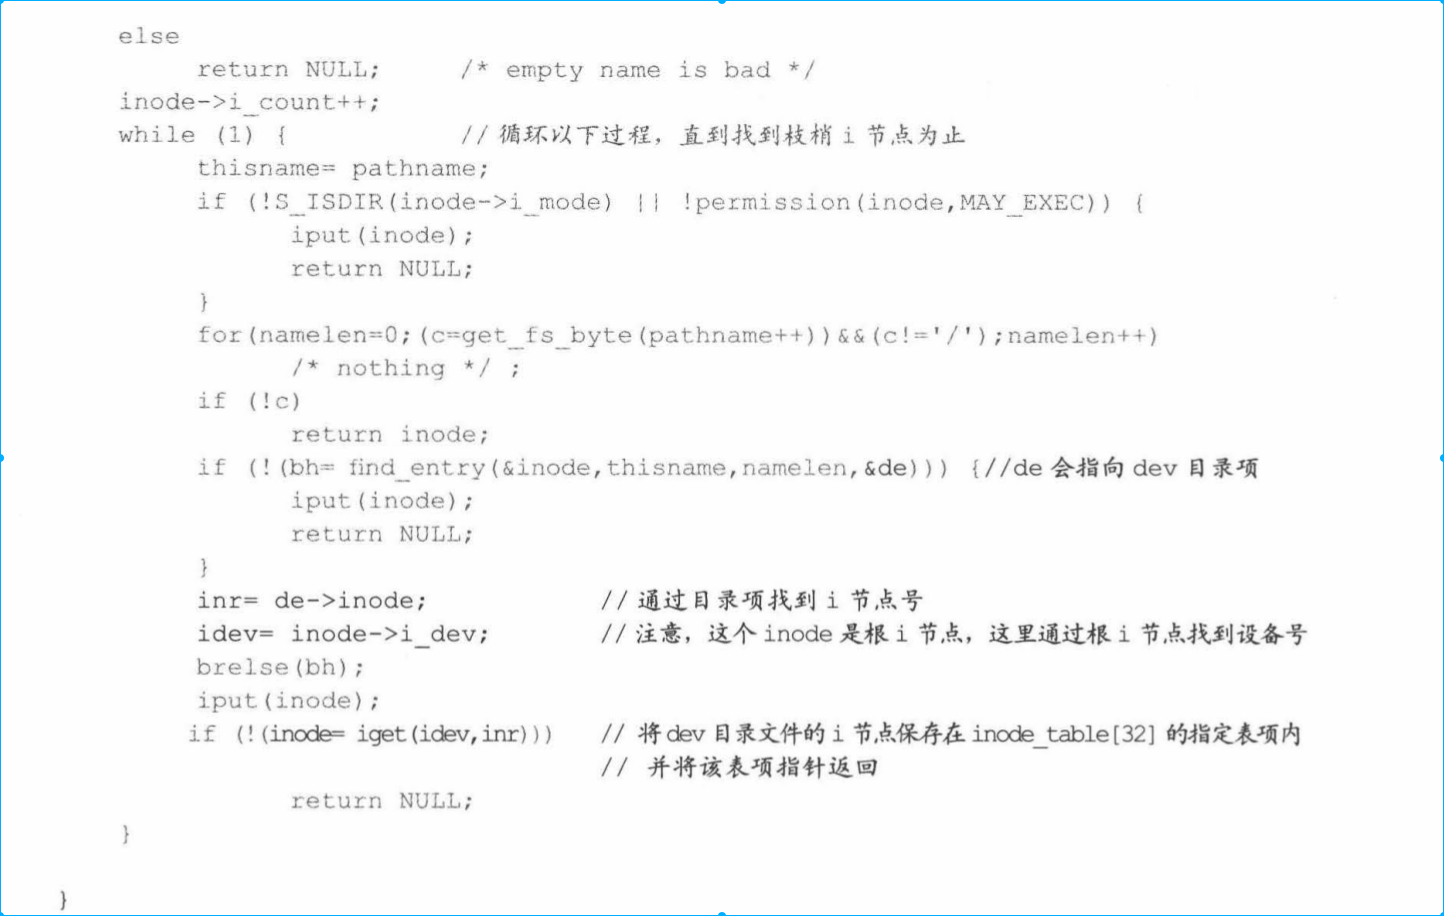 else
return NULL; /* empty name is bad */
inode->i_count++;
while (1) { //循环以下过程，直到找到枝梢 i 节点为止
thisname= pathname;
if (!S_ISDIR(inode->i_mode) || !permission(inode,MAY_EXEC)) {
iput(inode);
return NULL;
}
for(namelen=0;(c=get_fs_byte(pathname++))&&(c!='/');namelen++)
/* nothing */ ;
if (!c)
return inode;
if (!(bh= find_entry(&inode,thisname,namelen,&de))) {//de 会指向 dev 目录项
iput(inode);
return NULL;
}
inr= de->inode; //通过目录项找到 i 节点号
idev= inode->i_dev; //注意，这个 inode 是根 i 节点，这里通过根 i 节点找到设备号
brelse(bh);
iput(inode);
if (!(inode= iget(idev,inr))) // 将 dev 目录文件的 i 节点保存在 inode_table[32] 的指定表项内
// 并将该表项指针返回
return NULL;
}
}